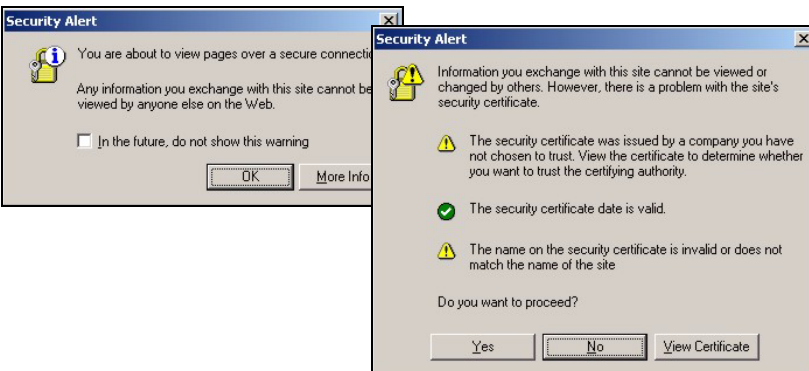 Security Alert
You are about to view pages over a secure connecti
Any information you exchange with this site cannot be
viewed by anyone else on the Web.
In the future, do not show this warning
OK
More Info
Security Alert
Information you exchange with this site cannot be viewed or
changed by others. However, there is a problem with the site's
security certificate.
The security certificate was issued by a company you have
not chosen to trust. View the certificate to determine whether
you want to trust the certifying authority.
The security certificate date is valid.
The name on the security certificate is invalid or does not
match the name of the site
Do you want to proceed?
Yes
No
View Certificate